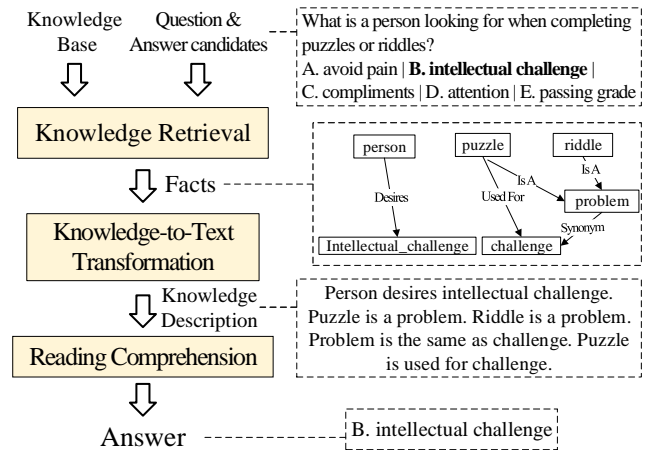 Knowledge
Base
Question &
Answer candidates
What is a person looking for when completing
puzzles or riddles?
A. avoid pain | B. intellectual challenge |
C. compliments | D. attention | E. passing grade
Knowledge Retrieval
Facts
person
puzzle
riddle
Is A
Is A
Desires
Used For
problem
Synonym
Intellectual_challenge
challenge
Knowledge-to-Text
Transformation
Knowledge
Description
Person desires intellectual challenge.
Puzzle is a problem. Riddle is a problem.
Problem is the same as challenge. Puzzle
is used for challenge.
Reading Comprehension
Answer
B. intellectual challenge